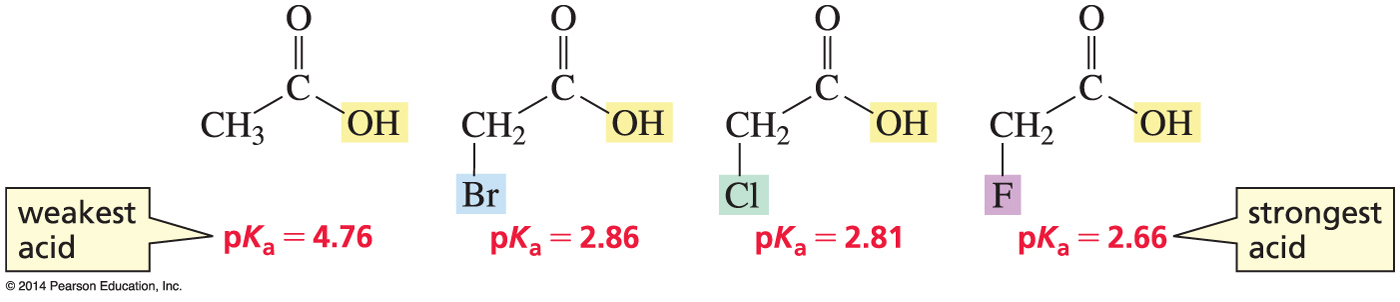 O O O O
C C C C
CH₃ OH CH₂ OH CH₂ OH CH₂ OH
Br Cl F
weakest
acid
pKₐ = 4.76 pKₐ = 2.86 pKₐ = 2.81 pKₐ = 2.66
strongest
acid
© 2014 Pearson Education, Inc.